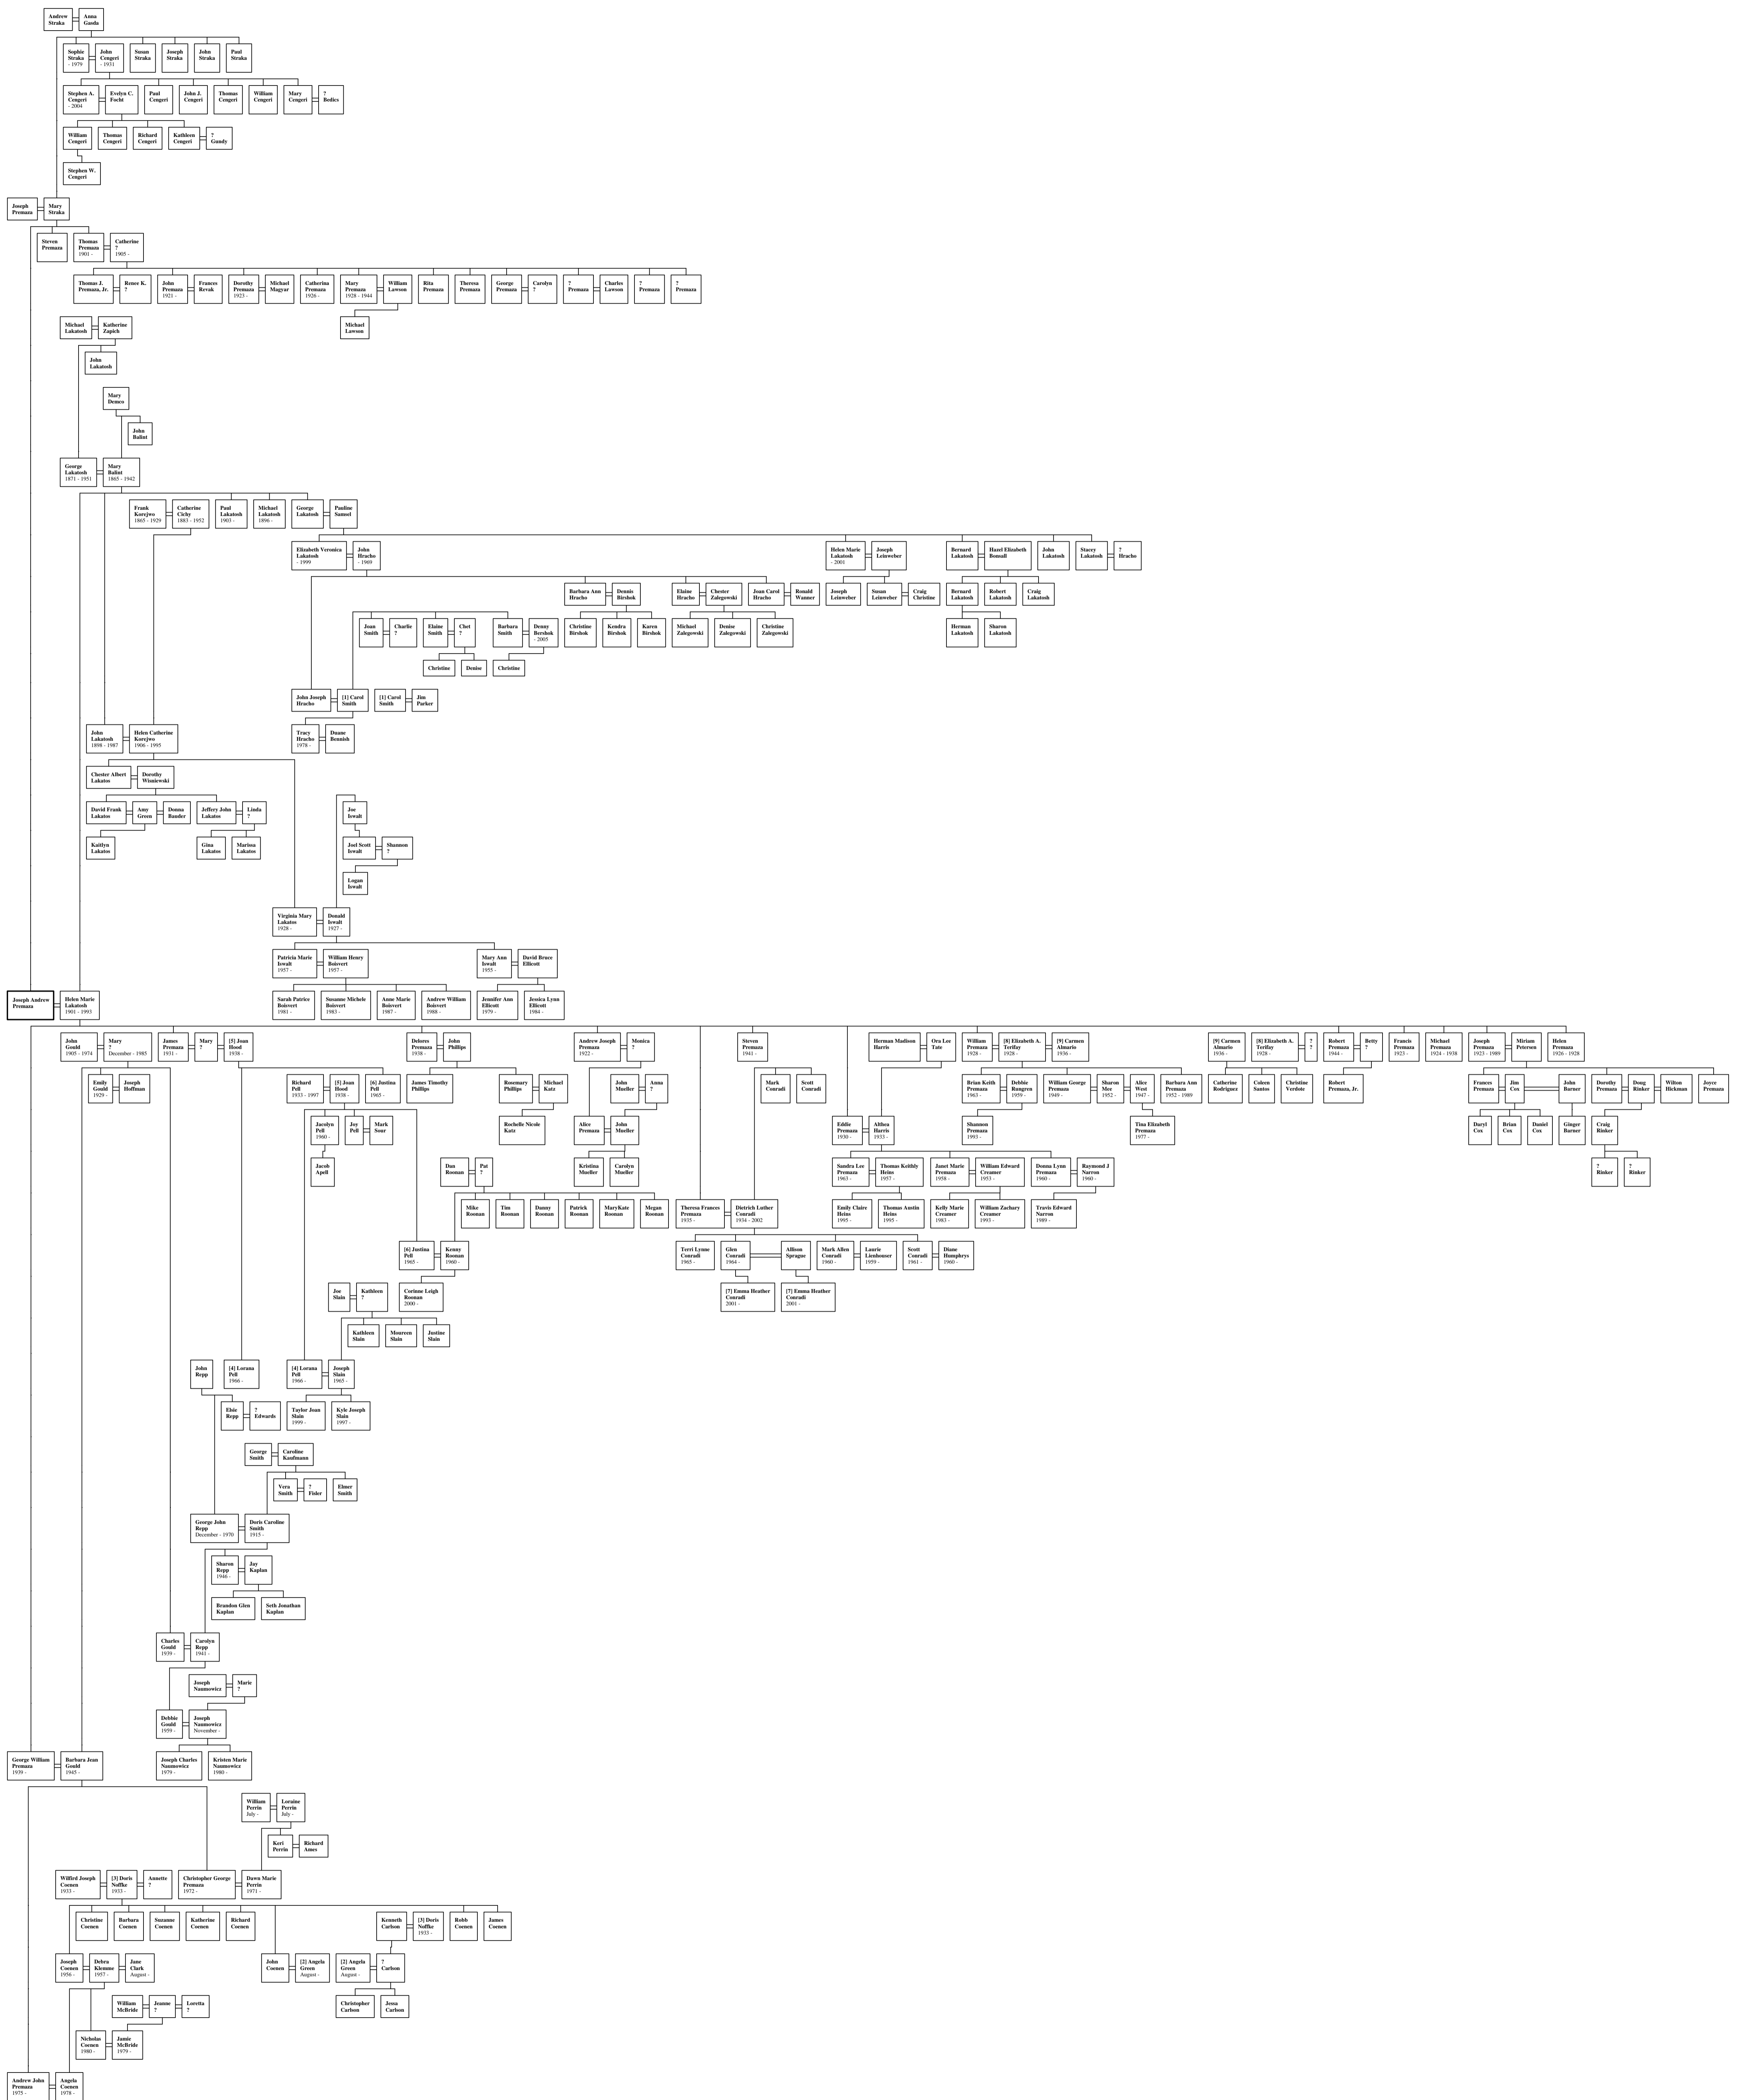 Andrew
Straka
Anna
Gasda
Sophie
Straka
- 1979
John
Cengeri
- 1931
Susan
Straka
Joseph
Straka
John
Straka
Paul
Straka
Stephen A.
Cengeri
- 2004
Evelyn C.
Focht
Paul
Cengeri
John J.
Cengeri
Thomas
Cengeri
William
Cengeri
Mary
Cengeri
?
Bedics
William
Cengeri
Thomas
Cengeri
Richard
Cengeri
Kathleen
Cengeri
?
Gundy
Stephen W.
Cengeri
Joseph
Premaza
Mary
Straka
Steven
Premaza
Thomas
Premaza
1901 -
Catherine
?
1905 -
Thomas J.
Premaza, Jr.
Renee K.
?
John
Premaza
1921 -
Frances
Revak
Dorothy
Premaza
1923 -
Michael
Magyar
Catherina
Premaza
1926 -
Mary
Premaza
1928 - 1944
William
Lawson
Rita
Premaza
Theresa
Premaza
George
Premaza
Carolyn
?
?
Premaza
Charles
Lawson
?
Premaza
?
Premaza
Michael
Lakatosh
Katherine
Zapich
Michael
Lawson
John
Lakatosh
Mary
Demco
John
Balint
George
Lakatosh
1871 - 1951
Mary
Balint
1865 - 1942
Frank
Korejwo
1865 - 1929
Catherine
Cichy
1883 - 1952
Paul
Lakatosh
1903 -
Michael
Lakatosh
1896 -
George
Lakatosh
Pauline
Samsel
Elizabeth Veronica
Lakatosh
- 1999
John
Hracho
- 1969
Helen Marie
Lakatosh
- 2001
Joseph
Leinweber
Bernard
Lakatosh
Hazel Elizabeth
Bonsall
John
Lakatosh
Stacey
Lakatosh
?
Hracho
Barbara Ann
Hracho
Dennis
Birshok
Elaine
Hracho
Chester
Zalegowski
Joan Carol
Hracho
Ronald
Wanner
Joseph
Leinweber
Susan
Leinweber
Craig
Christine
Bernard
Lakatosh
Robert
Lakatosh
Craig
Lakatosh
Joan
Smith
Charlie
?
Elaine
Smith
Chet
?
Barbara
Smith
Denny
Bershok
- 2005
Christine
Birshok
Kendra
Birshok
Karen
Birshok
Michael
Zalegowski
Denise
Zalegowski
Christine
Zalegowski
Herman
Lakatosh
Sharon
Lakatosh
Christine
Denise
Christine
John Joseph
Hracho
[1] Carol
Smith
[1] Carol
Smith
Jim
Parker
John
Lakatosh
1898 - 1987
Helen Catherine
Korejwo
1906 - 1995
Tracy
Hracho
1978 -
Duane
Bennish
Chester Albert
Lakatos
Dorothy
Wisniewski
David Frank
Lakatos
Amy
Green
Donna
Bander
Jeffery John
Lakatos
Linda
?
Joe
Iswalt
Kaitlyn
Lakatos
Gina
Lakatos
Marissa
Lakatos
Joel Scott
Iswalt
Shannon
?
Logan
Iswalt
Virginia Mary
Lakatos
1928 -
Donald
Iswalt
1927 -
Patricia Marie
Iswalt
1957 -
William Henry
Boisvert
1957 -
Mary Ann
Iswalt
1955 -
David Bruce
Ellicott
Joseph Andrew
Premaza
Helen Marie
Lakatosh
1901 - 1993
Sarah Patrice
Boisvert
1981 -
Susanne Michele
Boisvert
1983 -
Anne Marie
Boisvert
1987 -
Andrew William
Boisvert
1988 -
Jennifer Ann
Ellicott
1979 -
Jessica Lynn
Ellicott
1984 -
John
Gould
1905 - 1974
Mary
?
December - 1985
James
Premaza
1931 -
Mary
?
[5] Joan
Hood
1938 -
Delores
Premaza
1938 -
John
Phillips
Andrew Joseph
Premaza
1922 -
Monica
?
Steven
Premaza
1941 -
Herman Madison
Harris
Ora Lee
Tate
William
Premaza
1928 -
[8] Elizabeth A.
Terifay
1928 -
[9] Carmen
Almario
1936 -
[9] Carmen
Almario
1936 -
[8] Elizabeth A.
Terifay
1928 -
?
?
Robert
Premaza
1944 -
Betty
?
Francis
Premaza
1923 -
Michael
Premaza
1924 - 1938
Joseph
Premaza
1923 - 1989
Miriam
Petersen
Helen
Premaza
1926 - 1928
Emily
Gould
1929 -
Joseph
Hoffman
Richard
Pell
1933 - 1997
[5] Joan
Hood
1938 -
[6] Justina
Pell
1965 -
James Timothy
Phillips
Rosemary
Phillips
Michael
Katz
John
Mueller
Anna
?
Mark
Conradi
Scott
Conradi
Brian Keith
Premaza
1963 -
Debbie
Rungren
1959 -
William George
Premaza
1949 -
Sharon
Mee
1952 -
Alice
West
1947 -
Barbara Ann
Premaza
1952 - 1989
Catherine
Rodriguez
Coleen
Santos
Christine
Verdote
Robert
Premaza, Jr.
Frances
Premaza
Jim
Cox
John
Barner
Dorothy
Premaza
Doug
Rinker
Wilton
Hickman
Joyce
Premaza
Jacolyn
Pell
1960 -
Joy
Pell
Mark
Sour
Rochelle Nicole
Katz
Alice
Premaza
John
Mueller
Eddie
Premaza
1930 -
Althea
Harris
1933 -
Shannon
Premaza
1993 -
Tina Elizabeth
Premaza
1977 -
Daryl
Cox
Brian
Cox
Daniel
Cox
Ginger
Barner
Craig
Rinker
Jacob
Apell
Dan
Roonan
Pat
?
Kristina
Mueller
Carolyn
Mueller
Sandra Lee
Premaza
1963 -
Thomas Keithly
Heins
1957 -
Janet Marie
Premaza
1958 -
William Edward
Creamer
1953 -
Donna Lynn
Premaza
1960 -
Raymond J
Narron
1960 -
?
Rinker
?
Rinker
Mike
Roonan
Tim
Roonan
Danny
Roonan
Patrick
Roonan
MaryKate
Roonan
Megan
Roonan
Theresa Frances
Premaza
1935 -
Dietrich Luther
Conradi
1934 - 2002
Emily Claire
Heins
1995 -
Thomas Austin
Heins
1995 -
Kelly Marie
Creamer
1983 -
William Zachary
Creamer
1993 -
Travis Edward
Narron
1989 -
[6] Justina
Pell
1965 -
Kenny
Roonan
1960 -
Terri Lynne
Conradi
1965 -
Glen
Conradi
1964 -
Allison
Sprague
Mark Allen
Conradi
1960 -
Laurie
Lienhouser
1959 -
Scott
Conradi
1961 -
Diane
Humphrys
1960 -
Joe
Slain
Kathleen
?
Corinne Leigh
Roonan
2000 -
[7] Emma Heather
Conradi
2001 -
[7] Emma Heather
Conradi
2001 -
Kathleen
Slain
Moureen
Slain
Justine
Slain
John
Repp
[4] Lorana
Pell
1966 -
[4] Lorana
Pell
1966 -
Joseph
Slain
1965 -
Elsie
Repp
?
Edwards
Taylor Joan
Slain
1999 -
Kyle Joseph
Slain
1997 -
George
Smith
Caroline
Kaufmann
Vera
Smith
?
Fisler
Elmer
Smith
George John
Repp
December - 1970
Doris Caroline
Smith
1915 -
Sharon
Repp
1946 -
Jay
Kaplan
Brandon Glen
Kaplan
Seth Jonathan
Kaplan
Charles
Gould
1939 -
Carolyn
Repp
1941 -
Joseph
Naumowicz
Marie
?
Debbie
Gould
1959 -
Joseph
Naumowicz
November -
George William
Premaza
1939 -
Barbara Jean
Gould
1945 -
Joseph Charles
Naumowicz
1979 -
Kristen Marie
Naumowicz
1980 -
William
Perrin
July -
Loraine
Perrin
July -
Keri
Perrin
Richard
Ames
Wilfird Joseph
Coenen
1933 -
[3] Doris
Noffke
1933 -
Annette
?
Christopher George
Premaza
1972 -
Dawn Marie
Perrin
1971 -
Christine
Coenen
Barbara
Coenen
Suzanne
Coenen
Katherine
Coenen
Richard
Coenen
Kenneth
Carlson
[3] Doris
Noffke
1933 -
Robb
Coenen
James
Coenen
Joseph
Coenen
1956 -
Debra
Klemme
1957 -
Jane
Clark
August -
John
Coenen
[2] Angela
Green
August -
[2] Angela
Green
August -
?
Carlson
William
McBride
Jeanne
?
Loretta
?
Christopher
Carlson
Jessa
Carlson
Nicholas
Coenen
1980 -
Jamie
McBride
1979 -
Andrew John
Premaza
1975 -
Angela
Coenen
1978 -